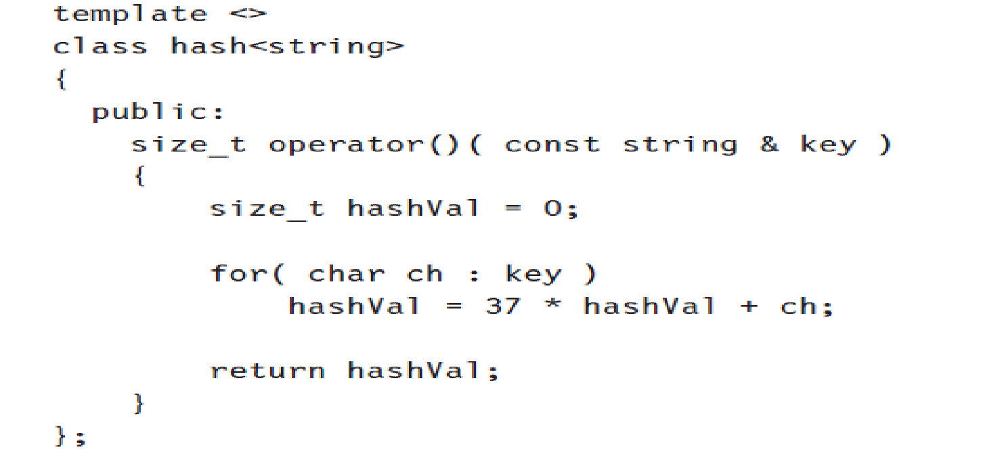 template <>
class hash<string>
{
  public:
    size_t operator()( const string & key )
    {
        size_t hashVal = 0;

        for( char ch : key )
            hashVal = 37 * hashVal + ch;

        return hashVal;
    }
};